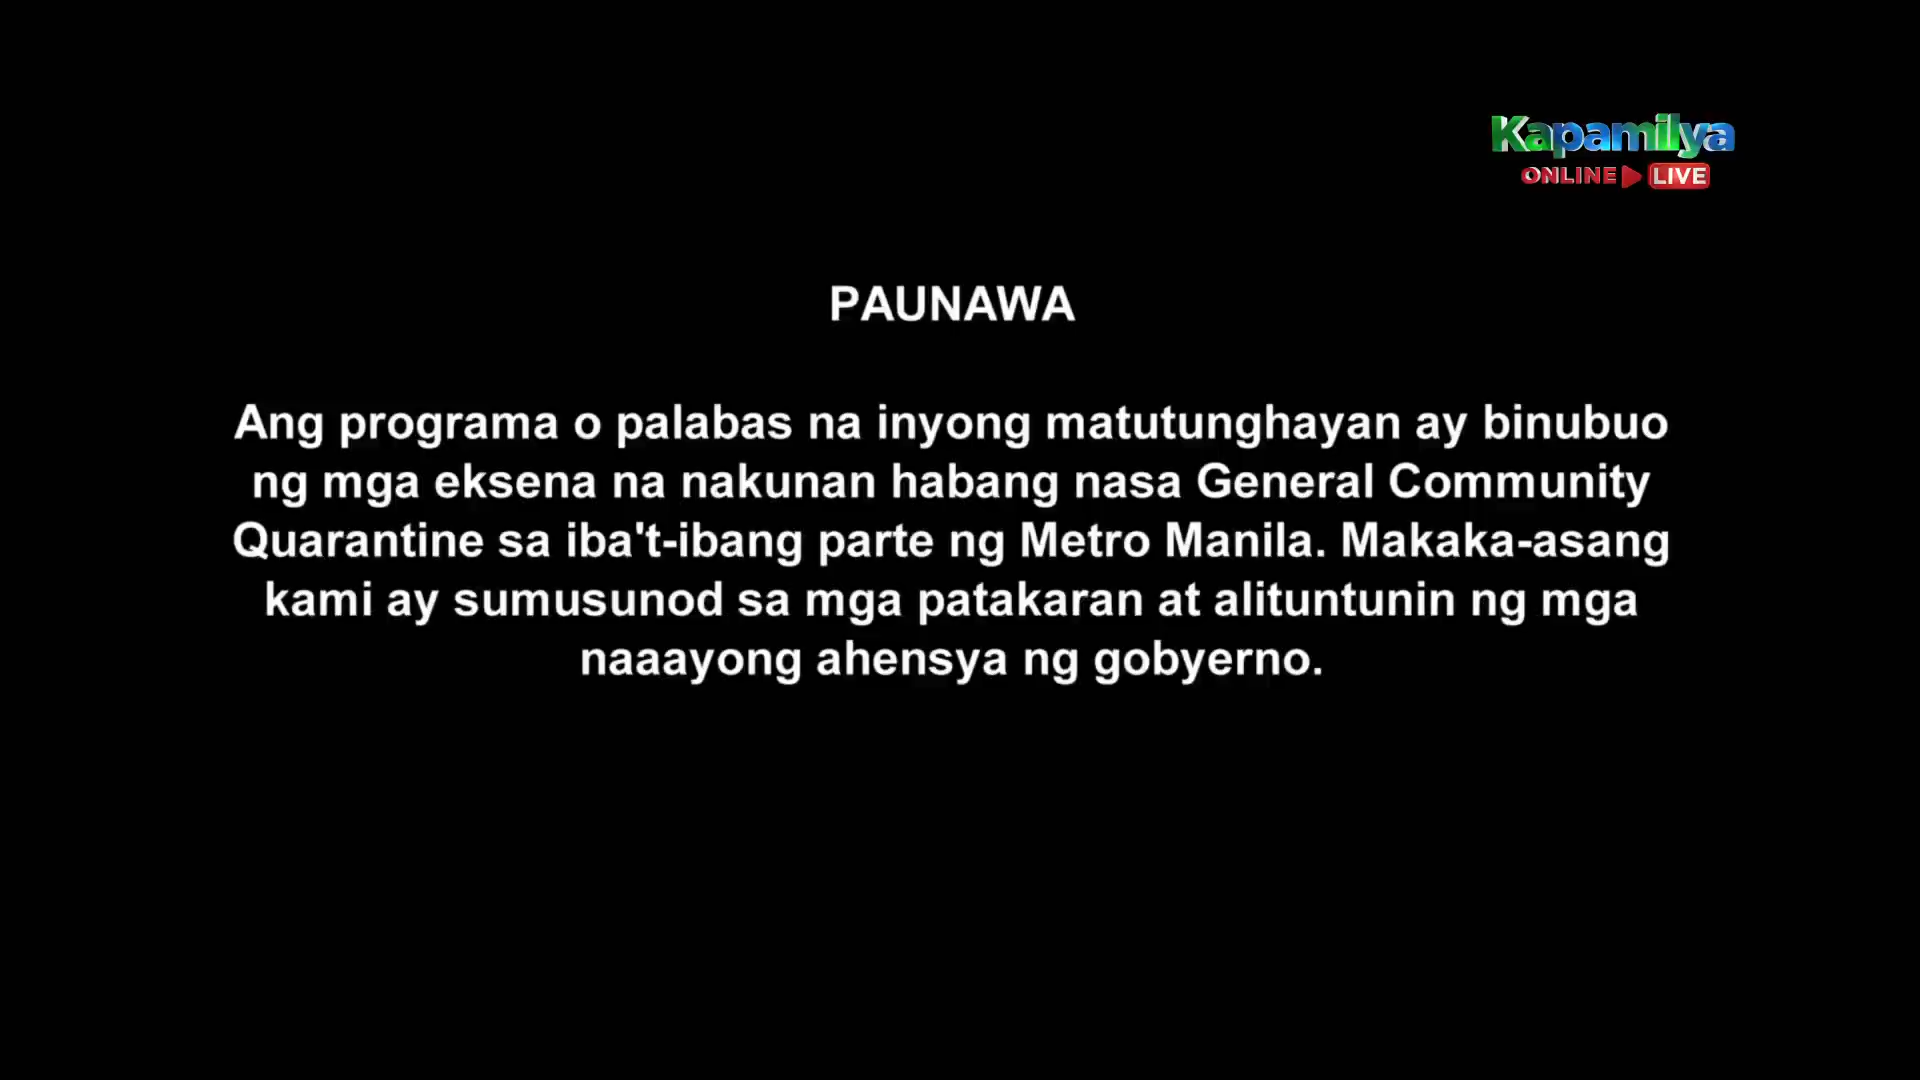 Kapamilya
ONLINE LIVE
PAUNAWA
Ang programa o palabas na inyong matutunghayan ay binubuo
ng mga eksena na nakunan habang nasa General Community
Quarantine sa iba't-ibang parte ng Metro Manila. Makaka-asang
kami ay sumusunod sa mga patakaran at alituntunin ng mga
naaayong ahensya ng gobyerno.